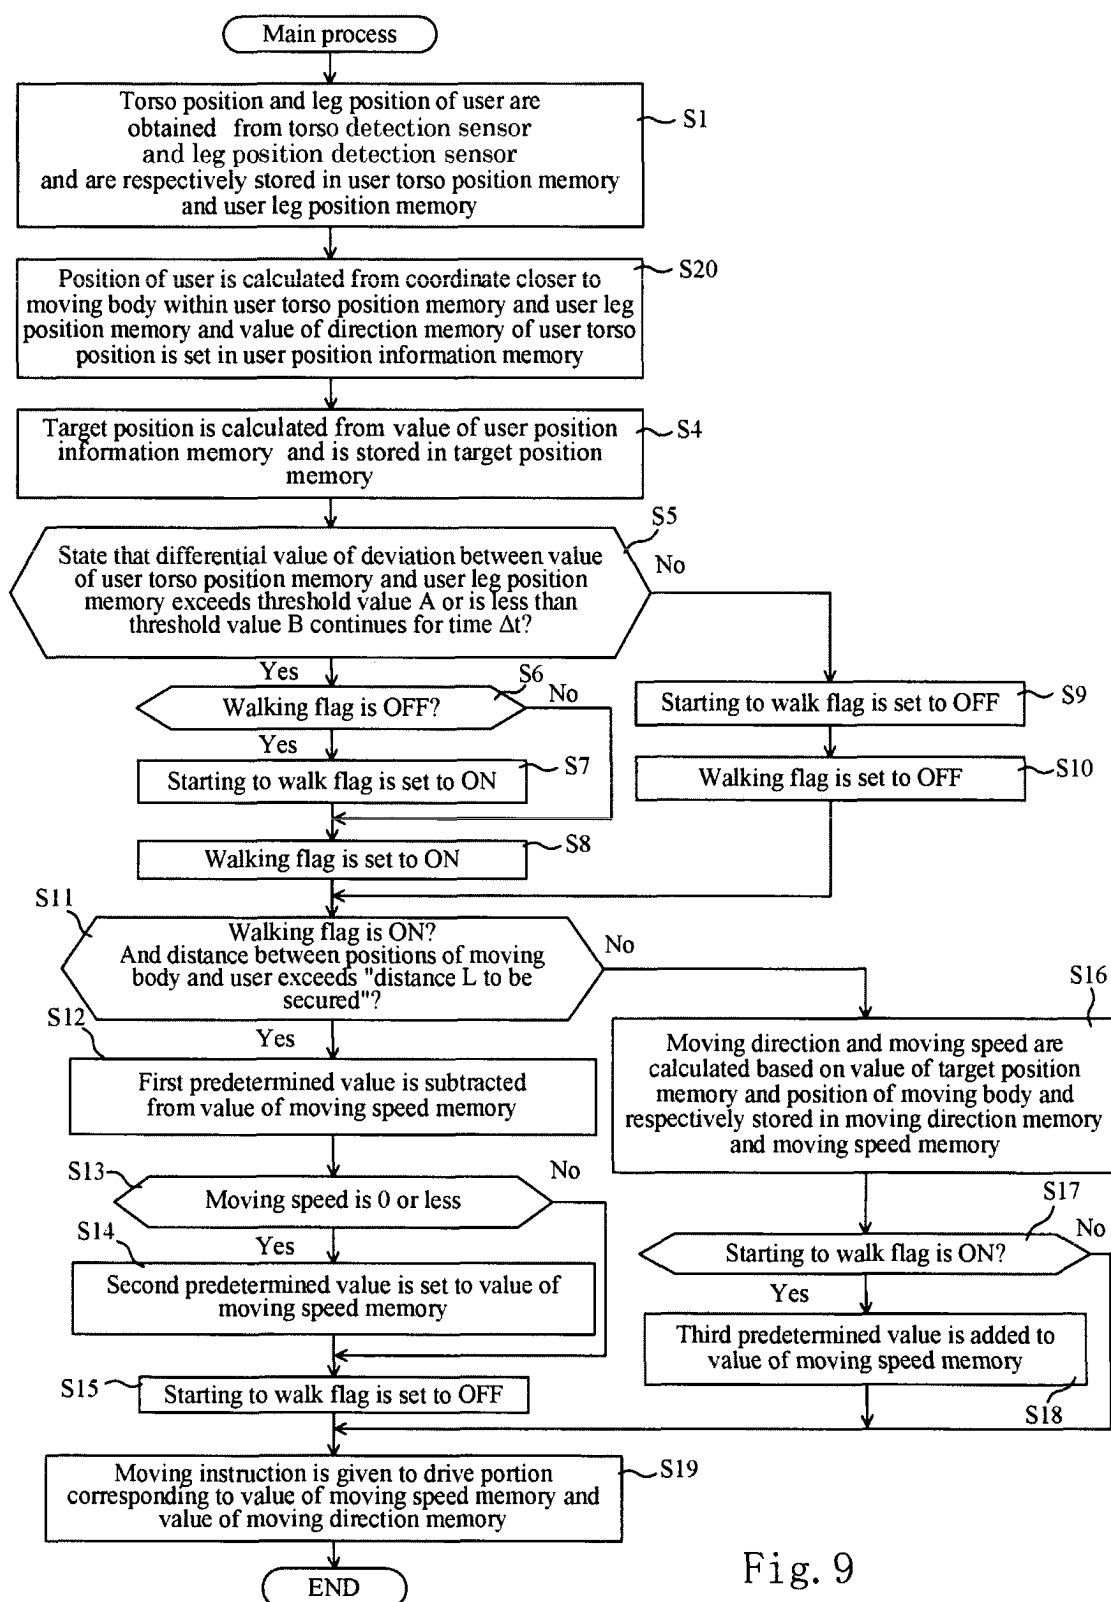 Main process
Torso position and leg position of user are
obtained from torso detection sensor
and leg position detection sensor
and are respectively stored in user torso position memory
and user leg position memory
S1
Position of user is calculated from coordinate closer to
moving body within user torso position memory and user leg
position memory and value of direction memory of user torso
position is set in user position information memory
S20
Target position is calculated from value of user position
information memory and is stored in target position
memory
S4
State that differential value of deviation between value
of user torso position memory and user leg position
memory exceeds threshold value A or is less than
threshold value B continues for time Δt?
S5
No
Yes
Walking flag is OFF?
S6
No
Yes
Starting to walk flag is set to ON
S7
Walking flag is set to ON
S8
Starting to walk flag is set to OFF
S9
Walking flag is set to OFF
S10
S11
Walking flag is ON?
And distance between positions of moving
body and user exceeds "distance L to be
secured"?
No
Yes
S12
First predetermined value is subtracted
from value of moving speed memory
S13
Moving speed is 0 or less
No
Yes
S14
Second predetermined value is set to value of
moving speed memory
S15
Starting to walk flag is set to OFF
S16
Moving direction and moving speed are
calculated based on value of target position
memory and position of moving body and
respectively stored in moving direction memory
and moving speed memory
S17
Starting to walk flag is ON?
No
Yes
Third predetermined value is added to
value of moving speed memory
S18
Moving instruction is given to drive portion
corresponding to value of moving speed memory and
value of moving direction memory
S19
END
Fig. 9